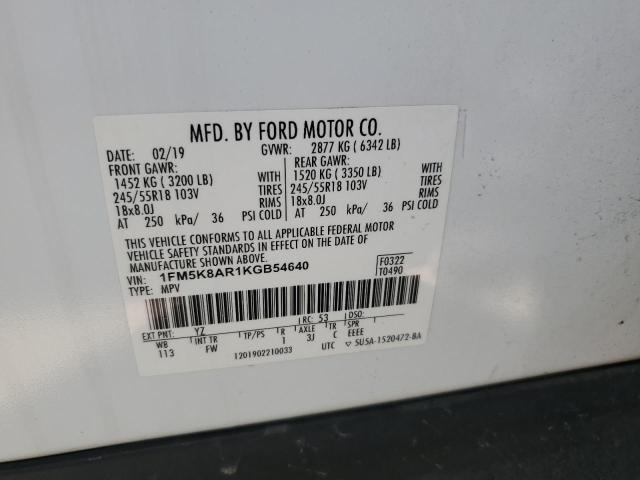 MFD. BY FORD MOTOR CO.
DATE: 02/19 GVWR: 2877 KG ( 6342 LB)
FRONT GAWR: REAR GAWR:
1452 KG ( 3200 LB) WITH 1520 KG ( 3350 LB) WITH
245/55R18 103V TIRES 245/55R18 103V TIRES
18x8.0J RIMS 18x8.0J RIMS
AT 250 kPa/ 36 PSI COLD AT 250 kPa/ 36 PSI COLD
THIS VEHICLE CONFORMS TO ALL APPLICABLE FEDERAL MOTOR
VEHICLE SAFETY STANDARDS IN EFFECT ON THE DATE OF
MANUFACTURE SHOWN ABOVE.
VIN: 1FM5K8AR1KGB54640 F0322
TYPE: MPV T0490
EXT PNT: YZ RC: 53 DSO:
WB INT TR TP/PS R AXLE TR SPR
113 FW 1 3J C EEEE
1201902210033 UTC ▽ 5U5A-1520472-BA